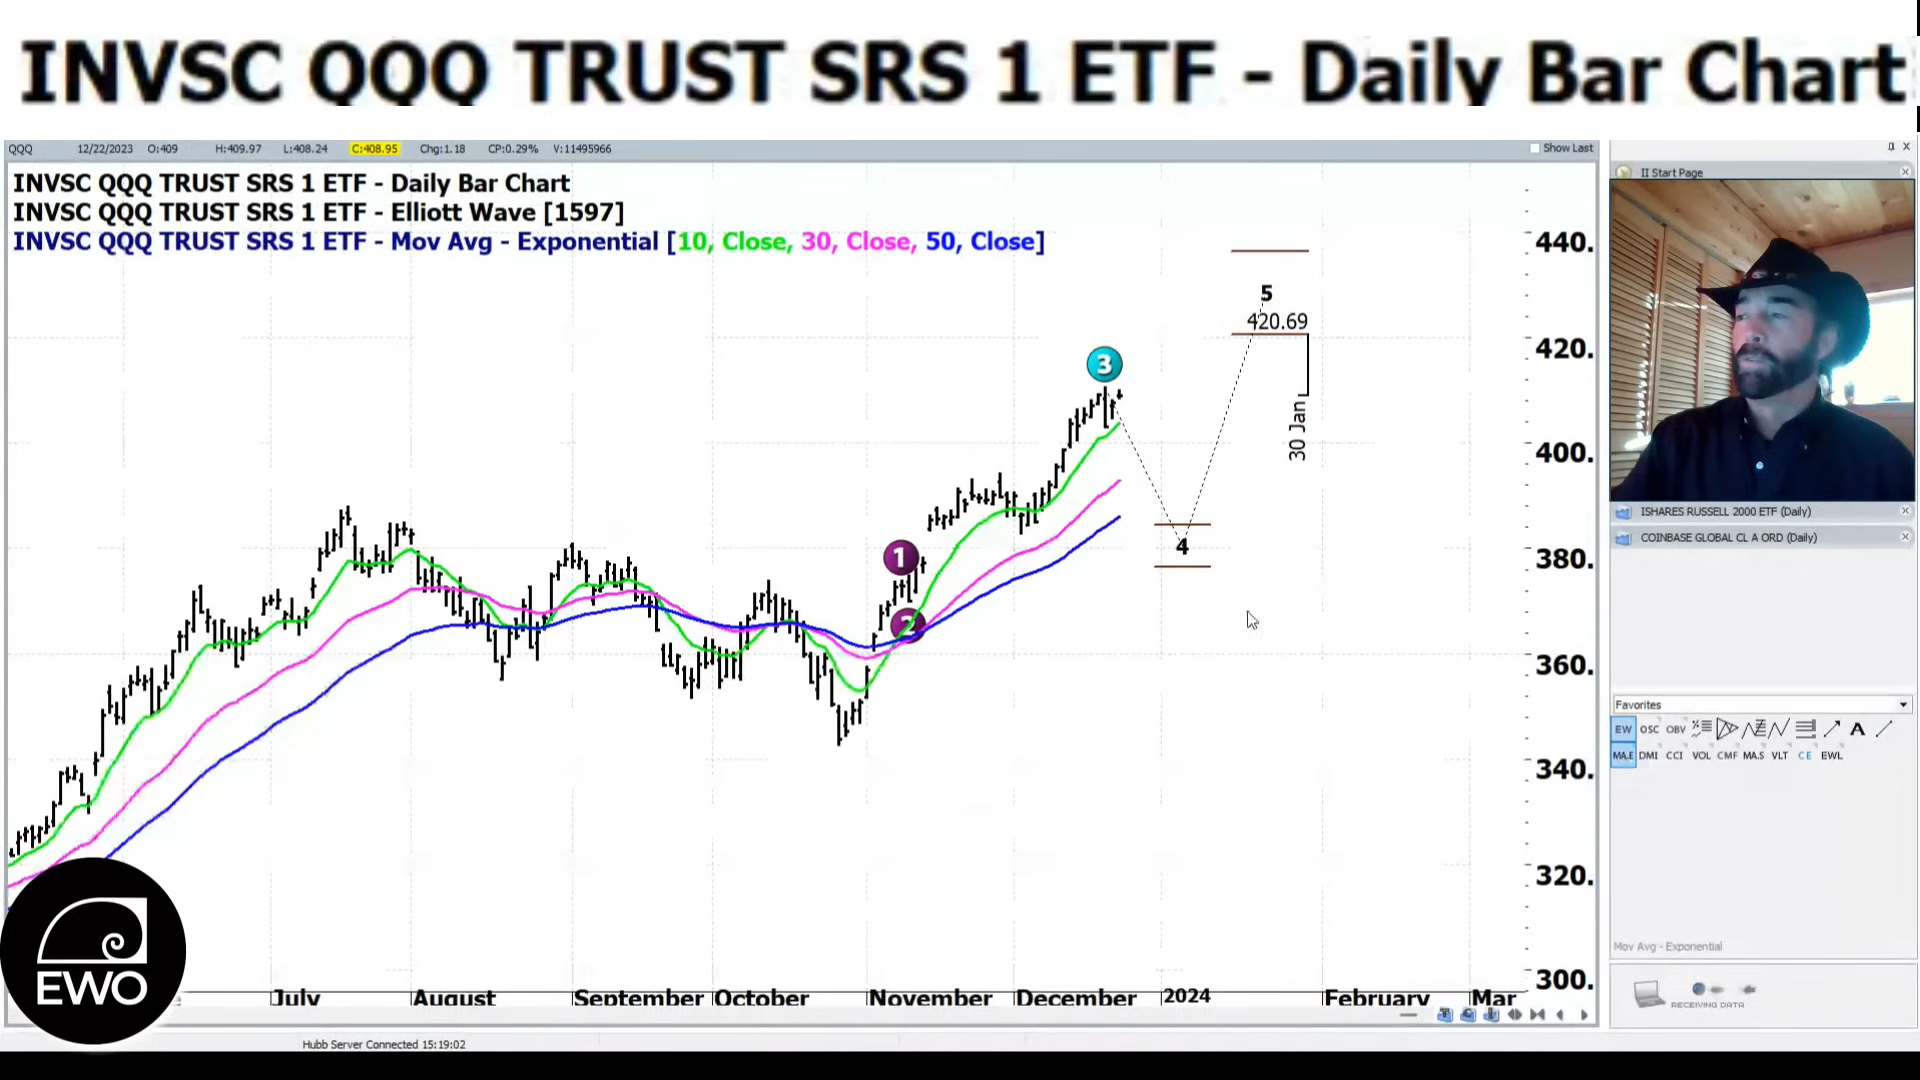 INVSC QQQ TRUST SRS 1 ETF - Daily Bar Chart
QQQ 12/22/2023 O:409 H:409.97 L:408.24 C:408.95 Chg:1.18 CP:0.29% V:11495966
Show Last
II Start Page
INVSC QQQ TRUST SRS 1 ETF - Daily Bar Chart
INVSC QQQ TRUST SRS 1 ETF - Elliott Wave [1597]
INVSC QQQ TRUST SRS 1 ETF - Mov Avg - Exponential [10, Close, 30, Close, 50, Close]
440.
5
420.69
420.
3
30 Jan
400.
4
380.
1
2
360.
340.
320.
300.
ISHARES RUSSELL 2000 ETF (Daily)
COINBASE GLOBAL CL A ORD (Daily)
Favorites
EW OSC OBV A
MA.E DMI CCI VOL CMF MA.S VLT CE EWL
Mov Avg - Exponential
RECEIVING DATA
EWO
July August September October November December 2024 February Mar
Hubb Server Connected 15:19:02